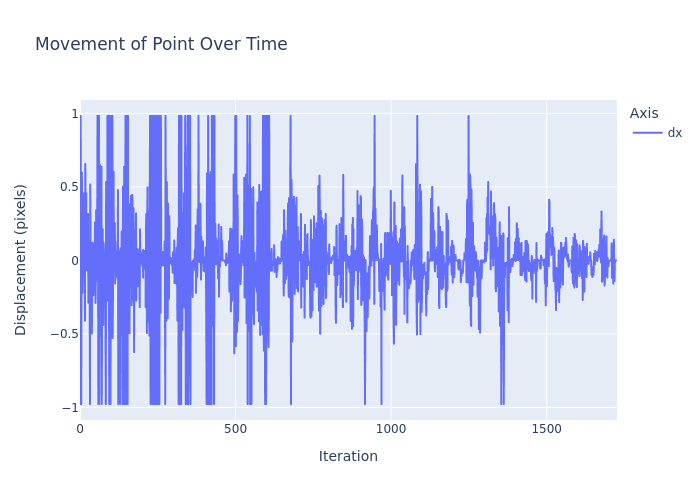 Movement of Point Over Time
Axis
dx
1
0.5
0
−0.5
−1
Displacement (pixels)
0
500
1000
1500
Iteration